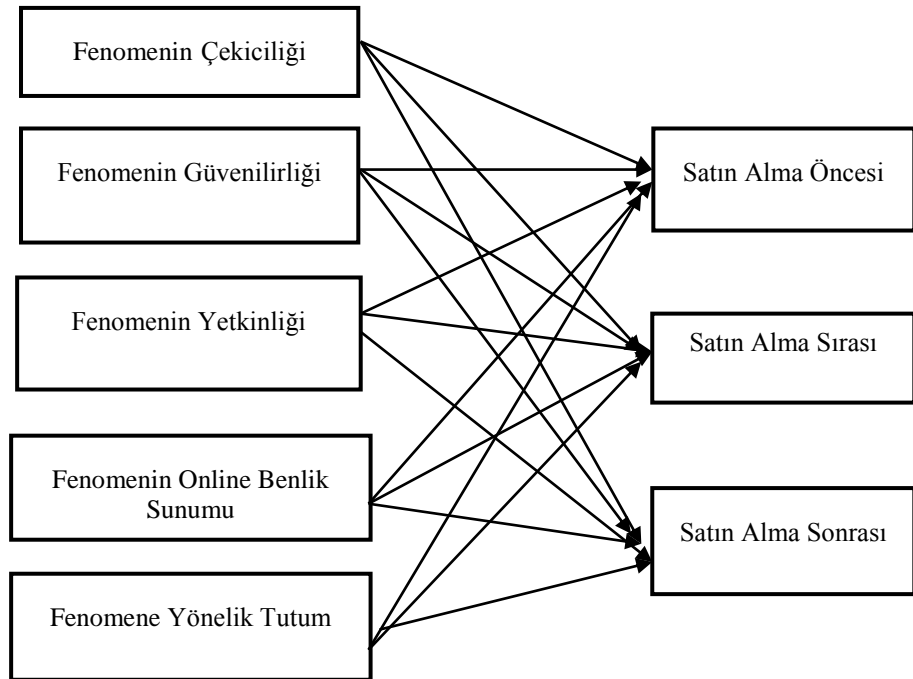 Fenomenin Çekiciliği
Fenomenin Güvenilirliği
Fenomenin Yetkinliği
Fenomenin Online Benlik
Sunumu
Fenomene Yönelik Tutum
Satın Alma Öncesi
Satın Alma Sırası
Satın Alma Sonrası